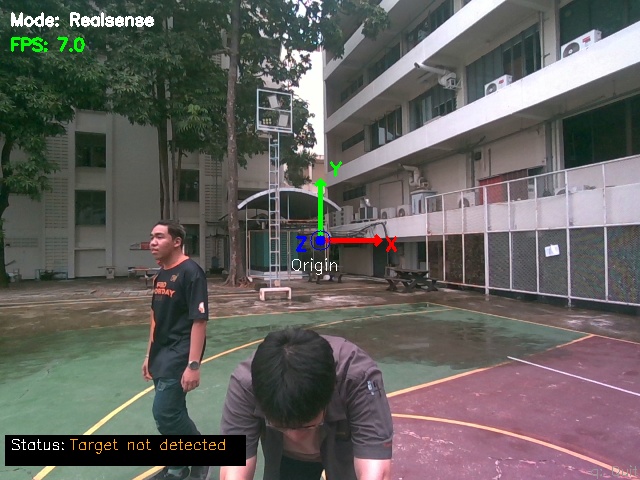 Mode: Realsense
FPS: 7.0
Y
Z
X
Origin
Status: Target not detected